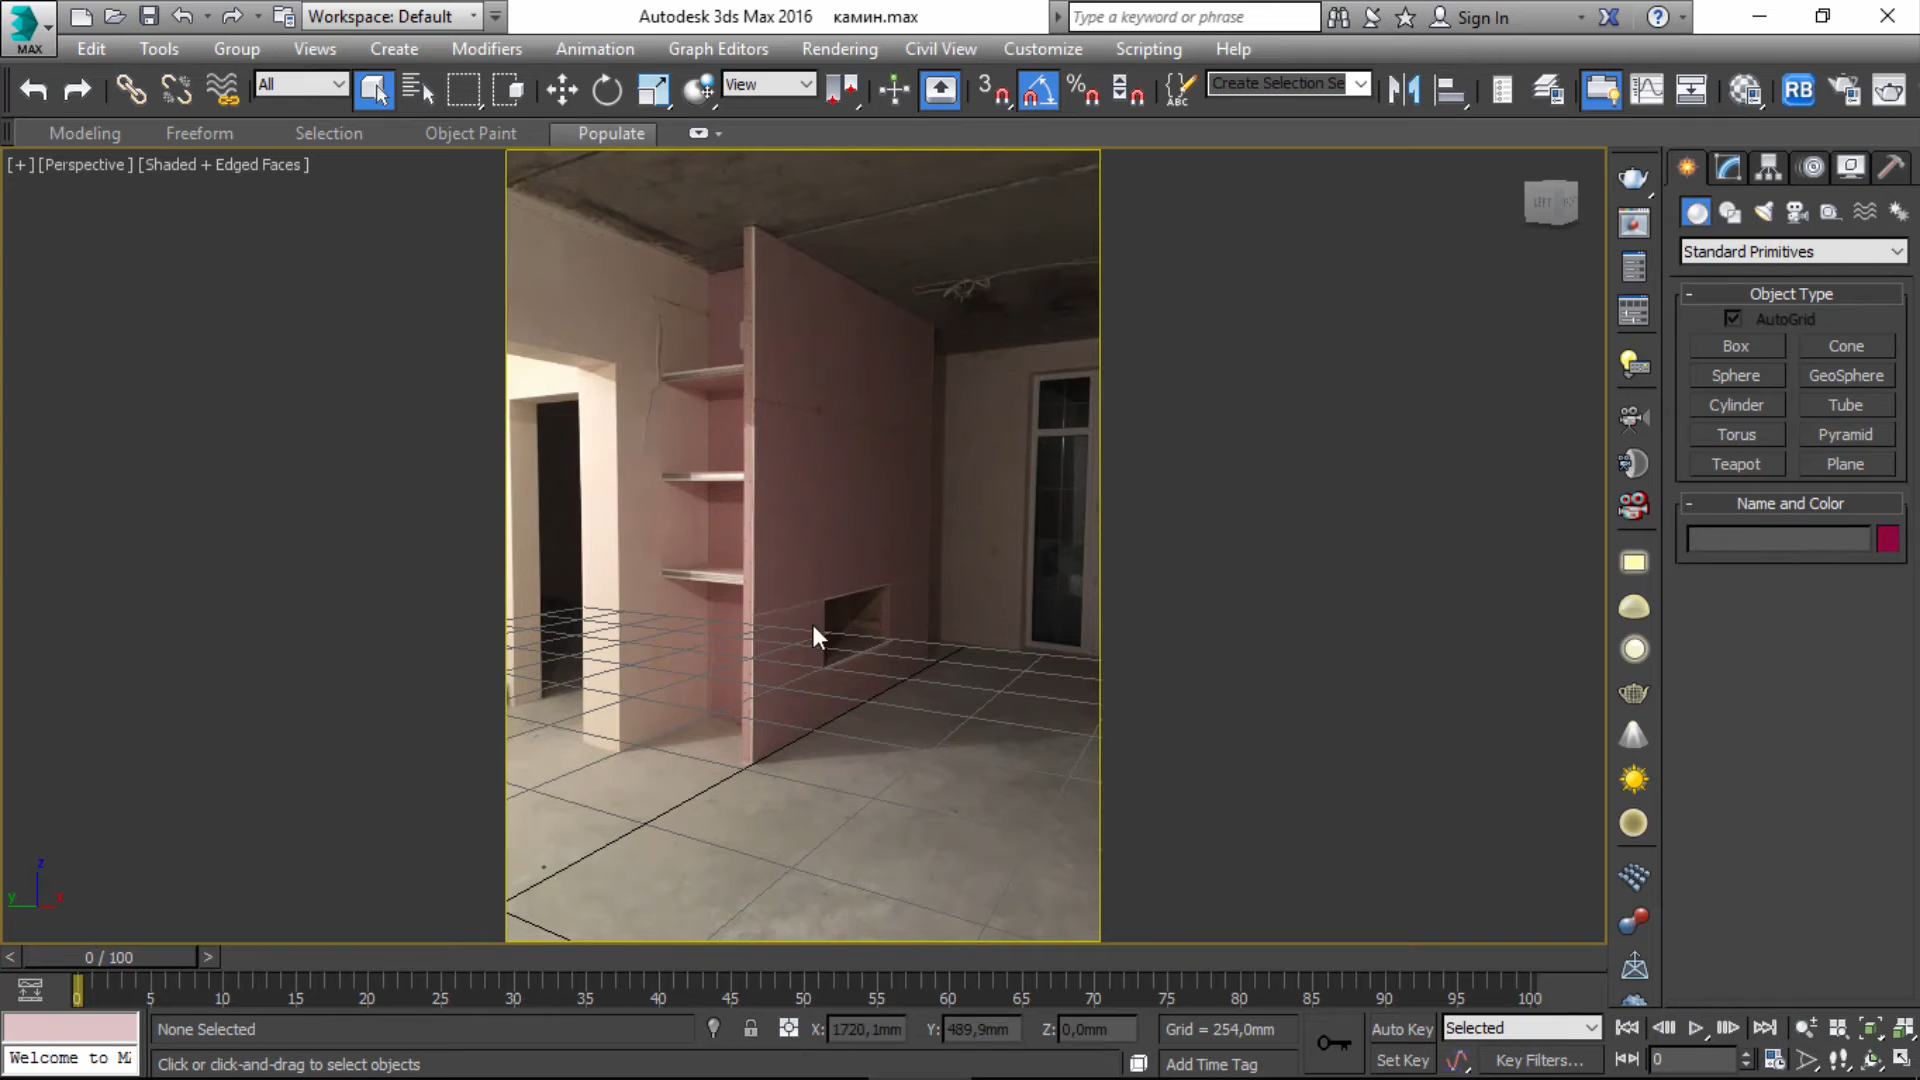 MAX
Workspace: Default
Autodesk 3ds Max 2016 камин.max
Type a keyword or phrase
Sign In
Edit Tools Group Views Create Modifiers Animation Graph Editors Rendering Civil View Customize Scripting Help
All
View
3
%
ABC
Create Selection Se
RB
Modeling Freeform Selection Object Paint Populate
[+] [Perspective ] [Shaded + Edged Faces ]
LEFT
Standard Primitives
Object Type
AutoGrid
Box Cone
Sphere GeoSphere
Cylinder Tube
Torus Pyramid
Teapot Plane
Name and Color
z
y x
< 0 / 100 >
0 5 10 15 20 25 30 35 40 45 50 55 60 65 70 75 80 85 90 95 100
None Selected X: 1720,1mm Y: 489,9mm Z: 0,0mm Grid = 254,0mm Auto Key Selected
Welcome to M Click or click-and-drag to select objects Add Time Tag Set Key Key Filters... 0